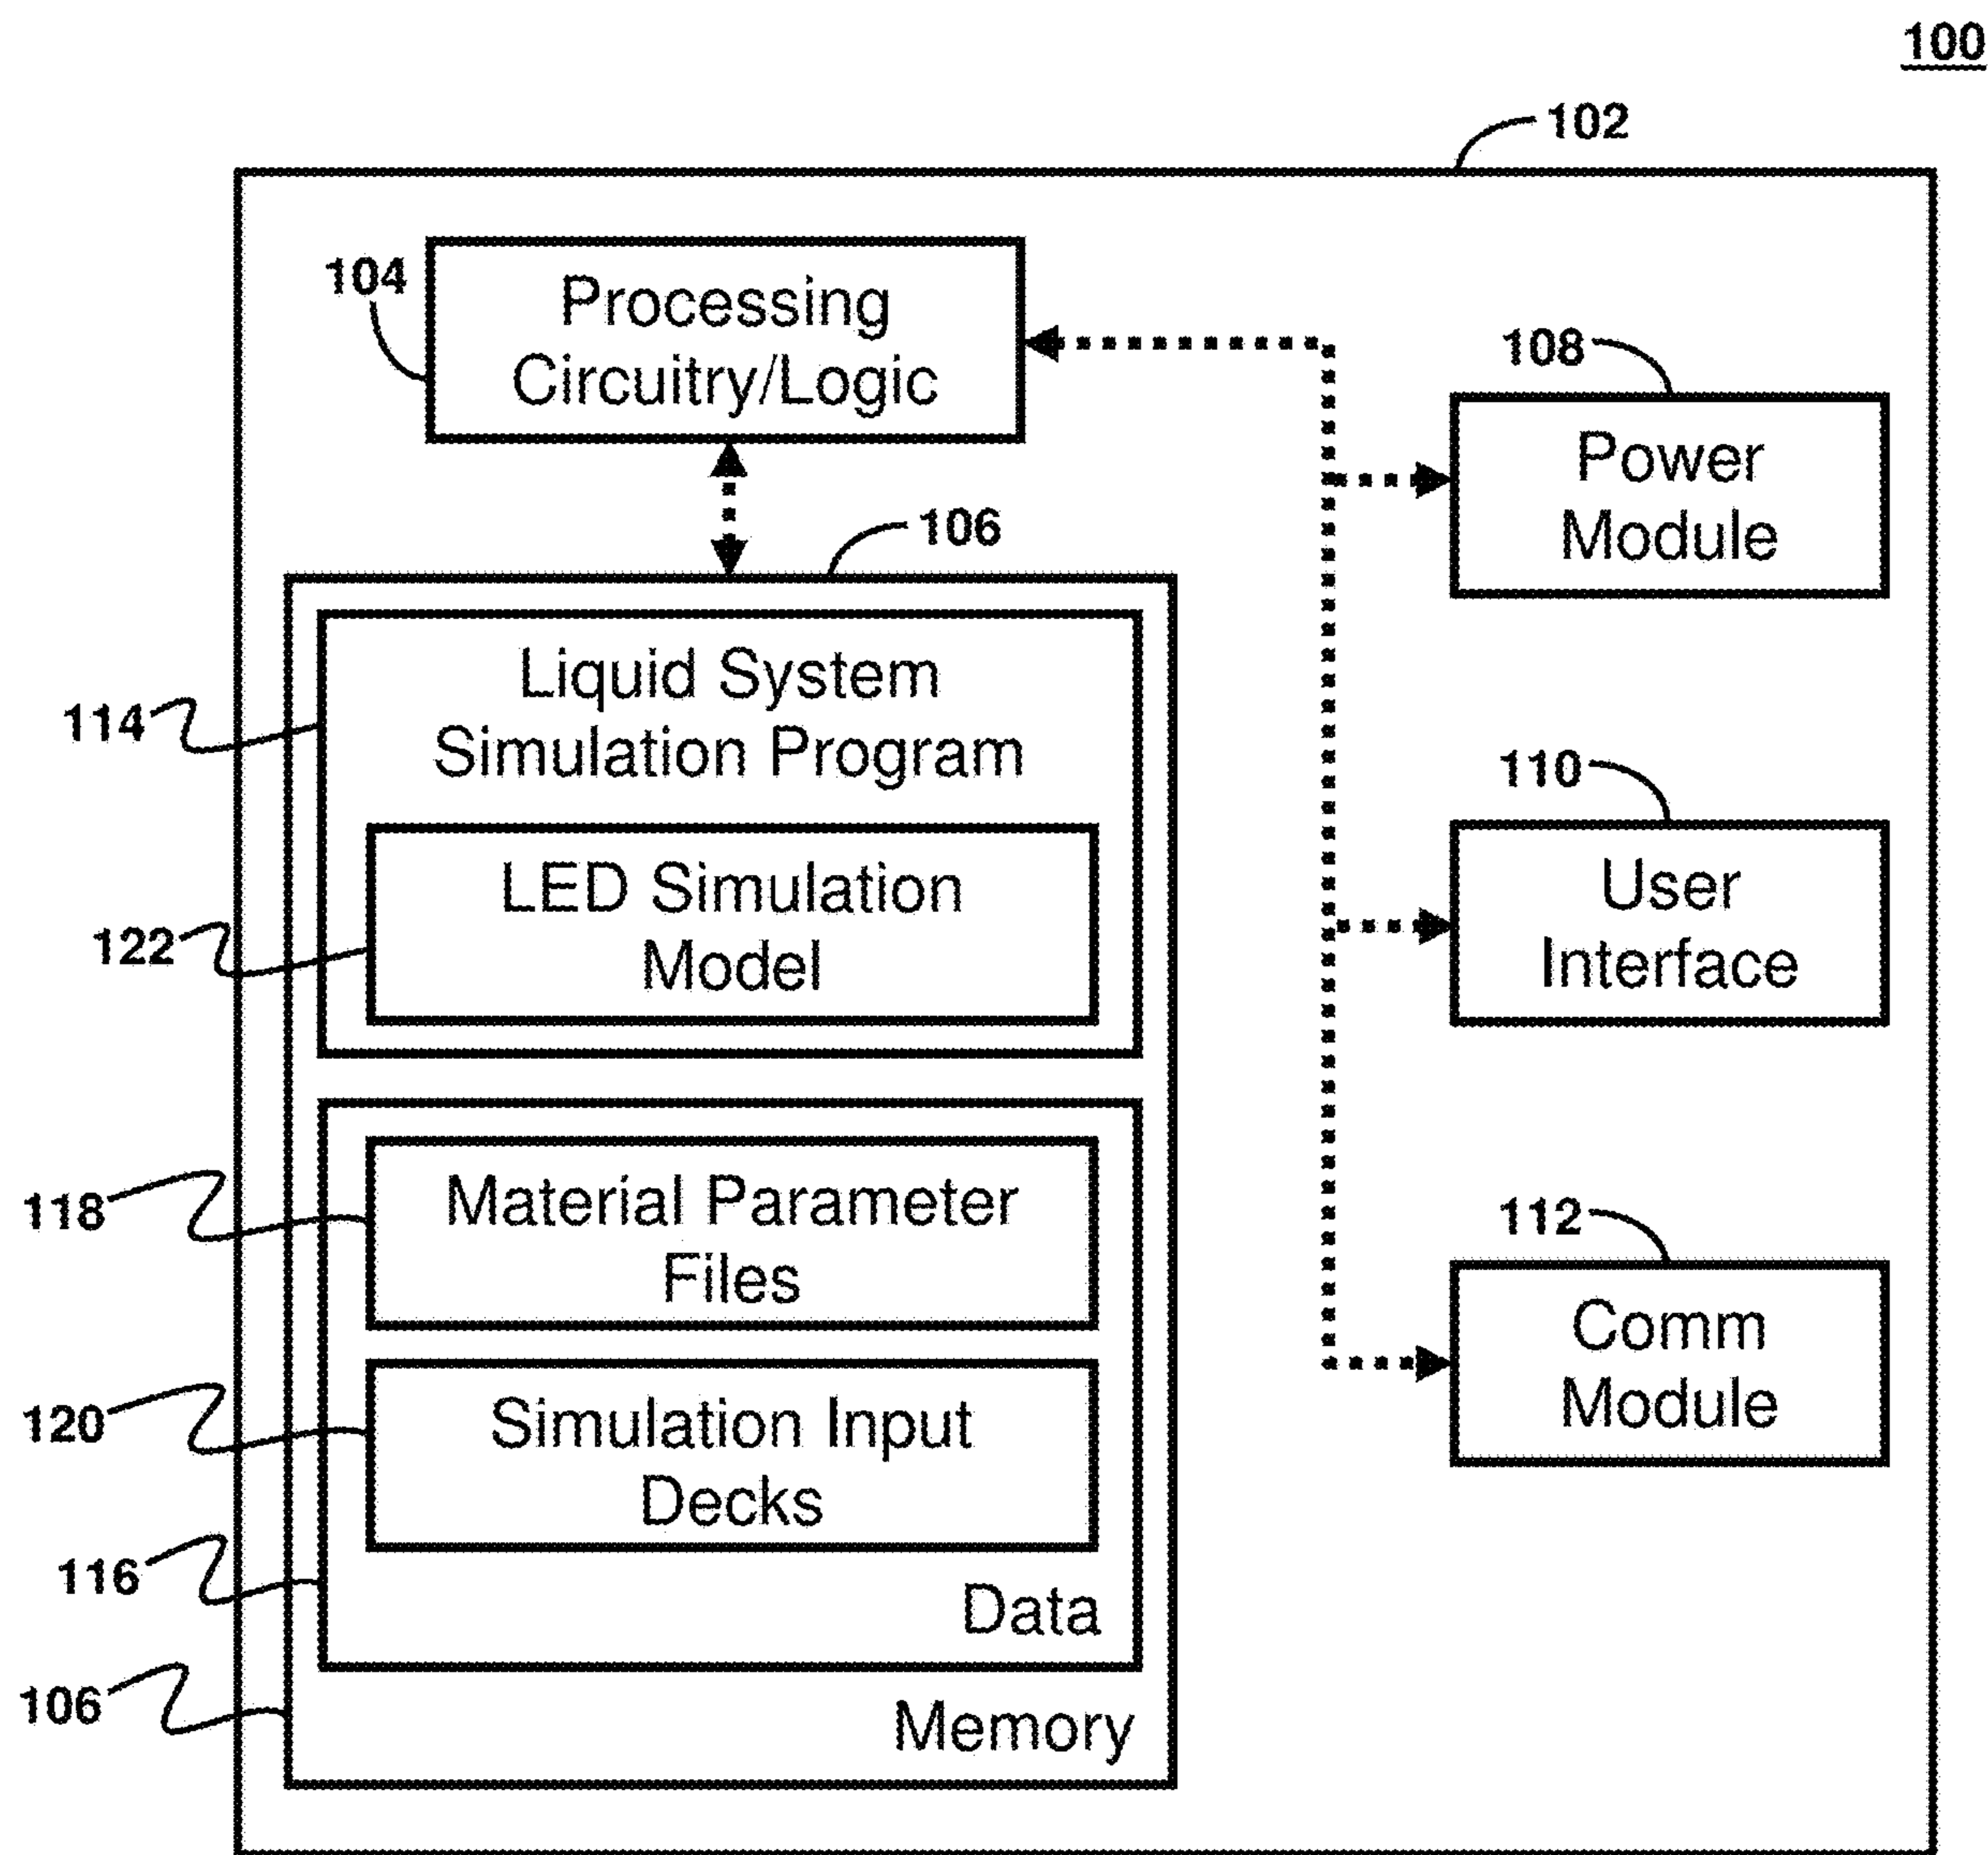 100
102
104
Processing
Circuitry/Logic
108
Power
Module
106
114
Liquid System
Simulation Program
110
User
Interface
122
LED Simulation
Model
118
Material Parameter
Files
112
Comm
Module
120
Simulation Input
Decks
116
Data
106
Memory